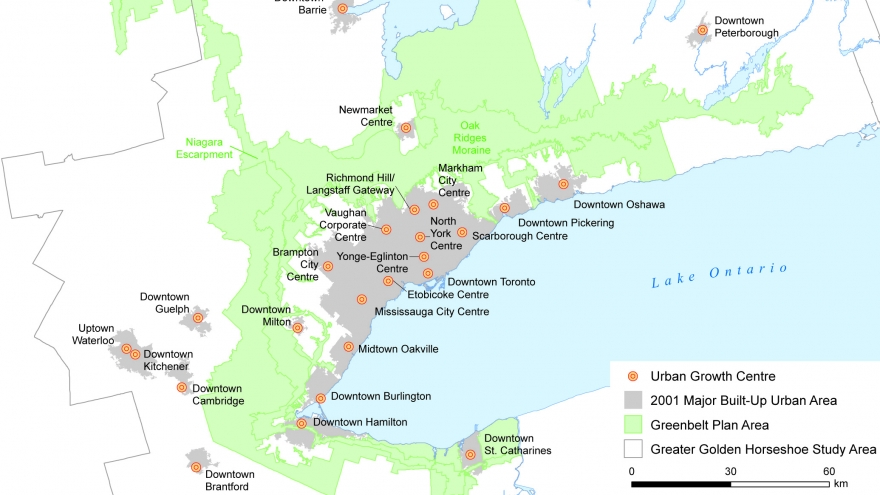 Downtown
Barrie
Downtown
Peterborough
Newmarket
Centre
Oak
Ridges
Moraine
Niagara
Escarpment
Markham
City
Centre
Richmond Hill/
Langstaff Gateway
Downtown Oshawa
Vaughan
Corporate
Centre
North
York
Centre
Downtown Pickering
Scarborough Centre
Brampton
City
Centre
Yonge-Eglinton
Centre
Downtown Toronto
Lake Ontario
Etobicoke Centre
Downtown
Guelph
Downtown
Milton
Mississauga City Centre
Uptown
Waterloo
Downtown
Kitchener
Midtown Oakville
Downtown
Cambridge
Downtown Burlington
Downtown Hamilton
Downtown
St. Catharines
Downtown
Brantford
Urban Growth Centre
2001 Major Built-Up Urban Area
Greenbelt Plan Area
Greater Golden Horseshoe Study Area
0 30 60
km